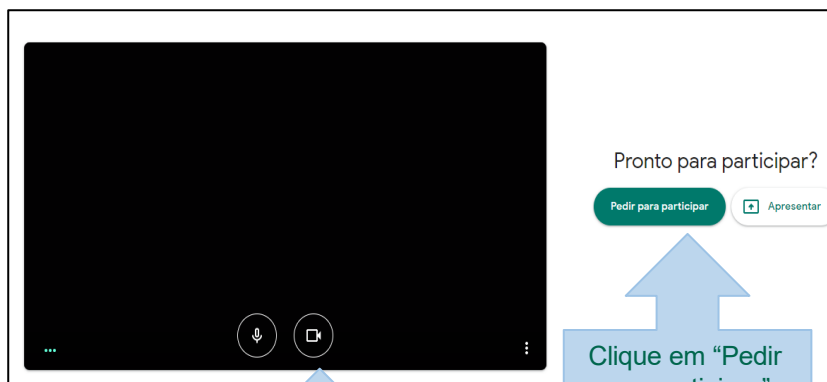 Pronto para participar?
Pedir para participar
Apresentar
Clique em “Pedir